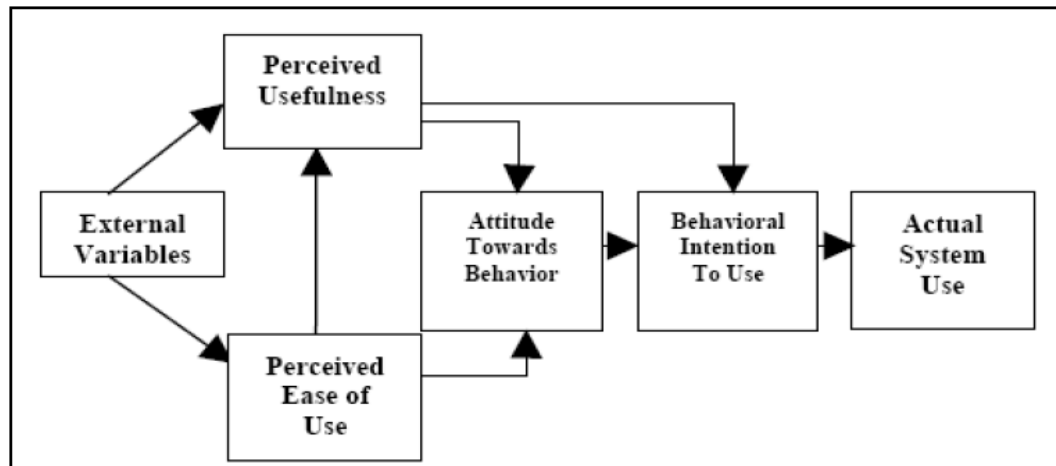 Perceived
Usefulness
External
Variables
Attitude
Towards
Behavior
Behavioral
Intention
To Use
Actual
System
Use
Perceived
Ease of
Use